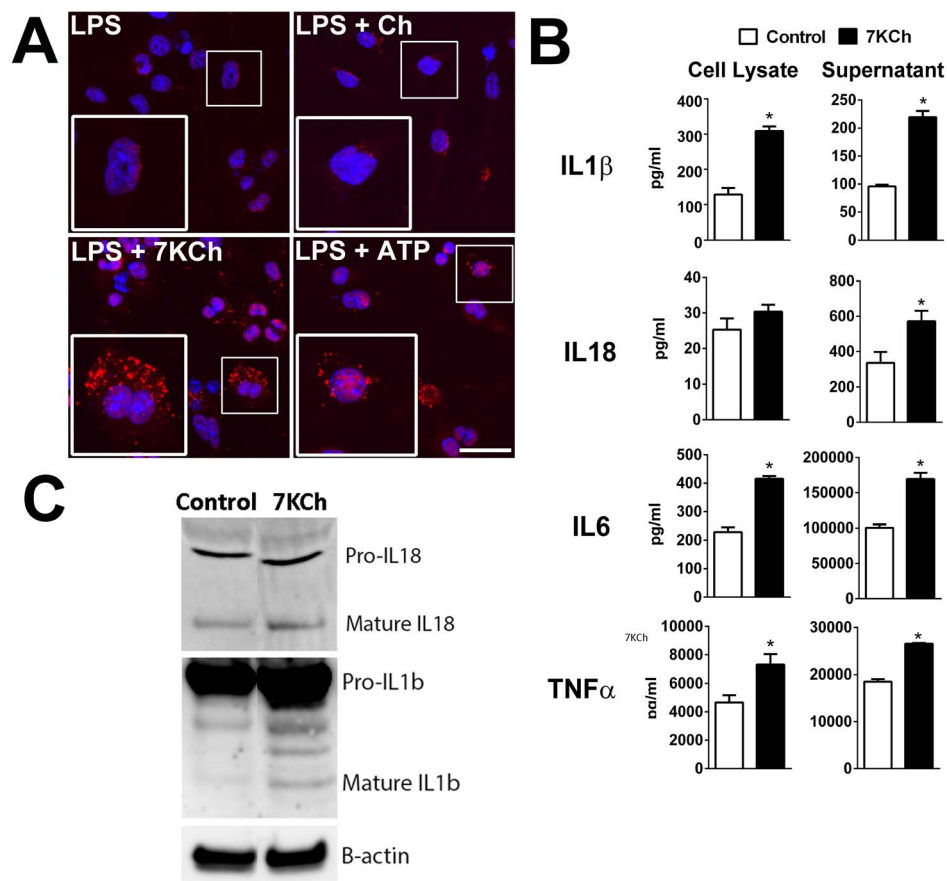 A
LPS
LPS + Ch
LPS + 7KCh
LPS + ATP
B
Control 7KCh
Cell Lysate Supernatant
IL1β
pg/ml
400
300
200
100
0
*
250
200
150
100
50
0
*
IL18
pg/ml
40
30
20
10
0
800
600
400
200
0
*
IL6
pg/ml
600
400
200
0
*
200000
150000
100000
50000
0
*
TNFα
7KCh
pg/ml
10000
8000
6000
4000
2000
0
*
30000
20000
10000
0
*
C
Control 7KCh
Pro-IL18
Mature IL18
Pro-IL1b
Mature IL1b
B-actin